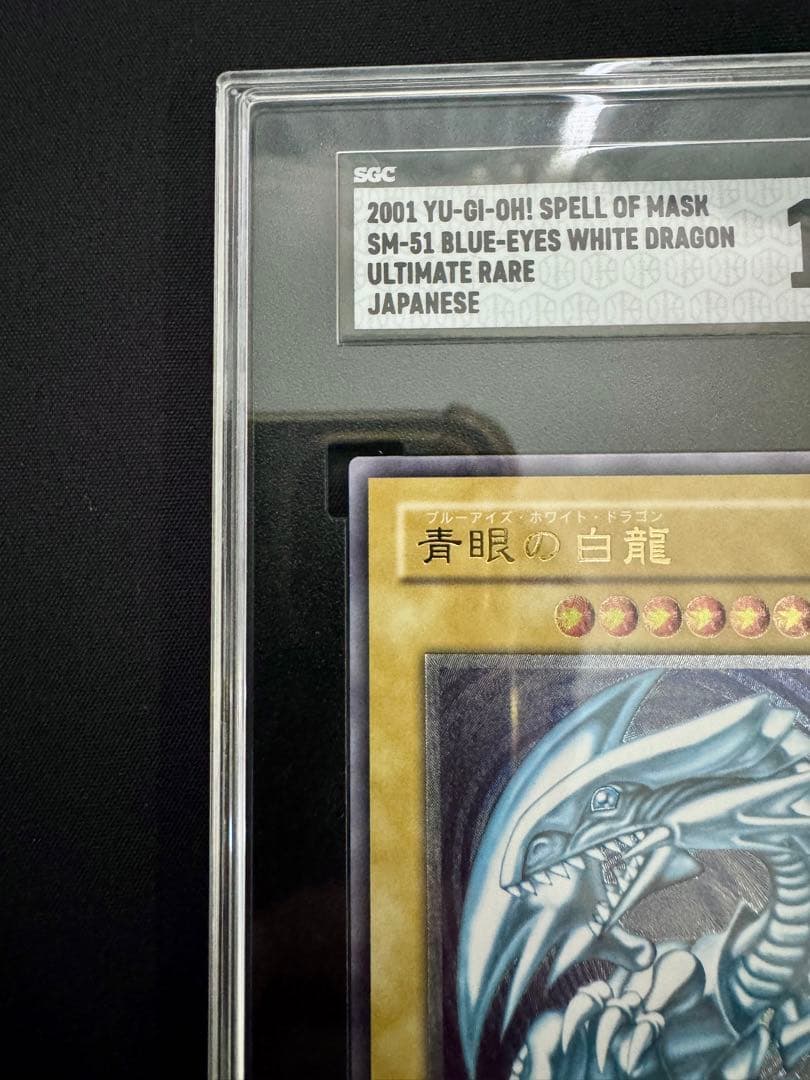 SGC
2001 YU-GI-OH! SPELL OF MASK
SM-51 BLUE-EYES WHITE DRAGON
ULTIMATE RARE
JAPANESE
ブルーアイズ・ホワイト・ドラゴン
青眼の白龍